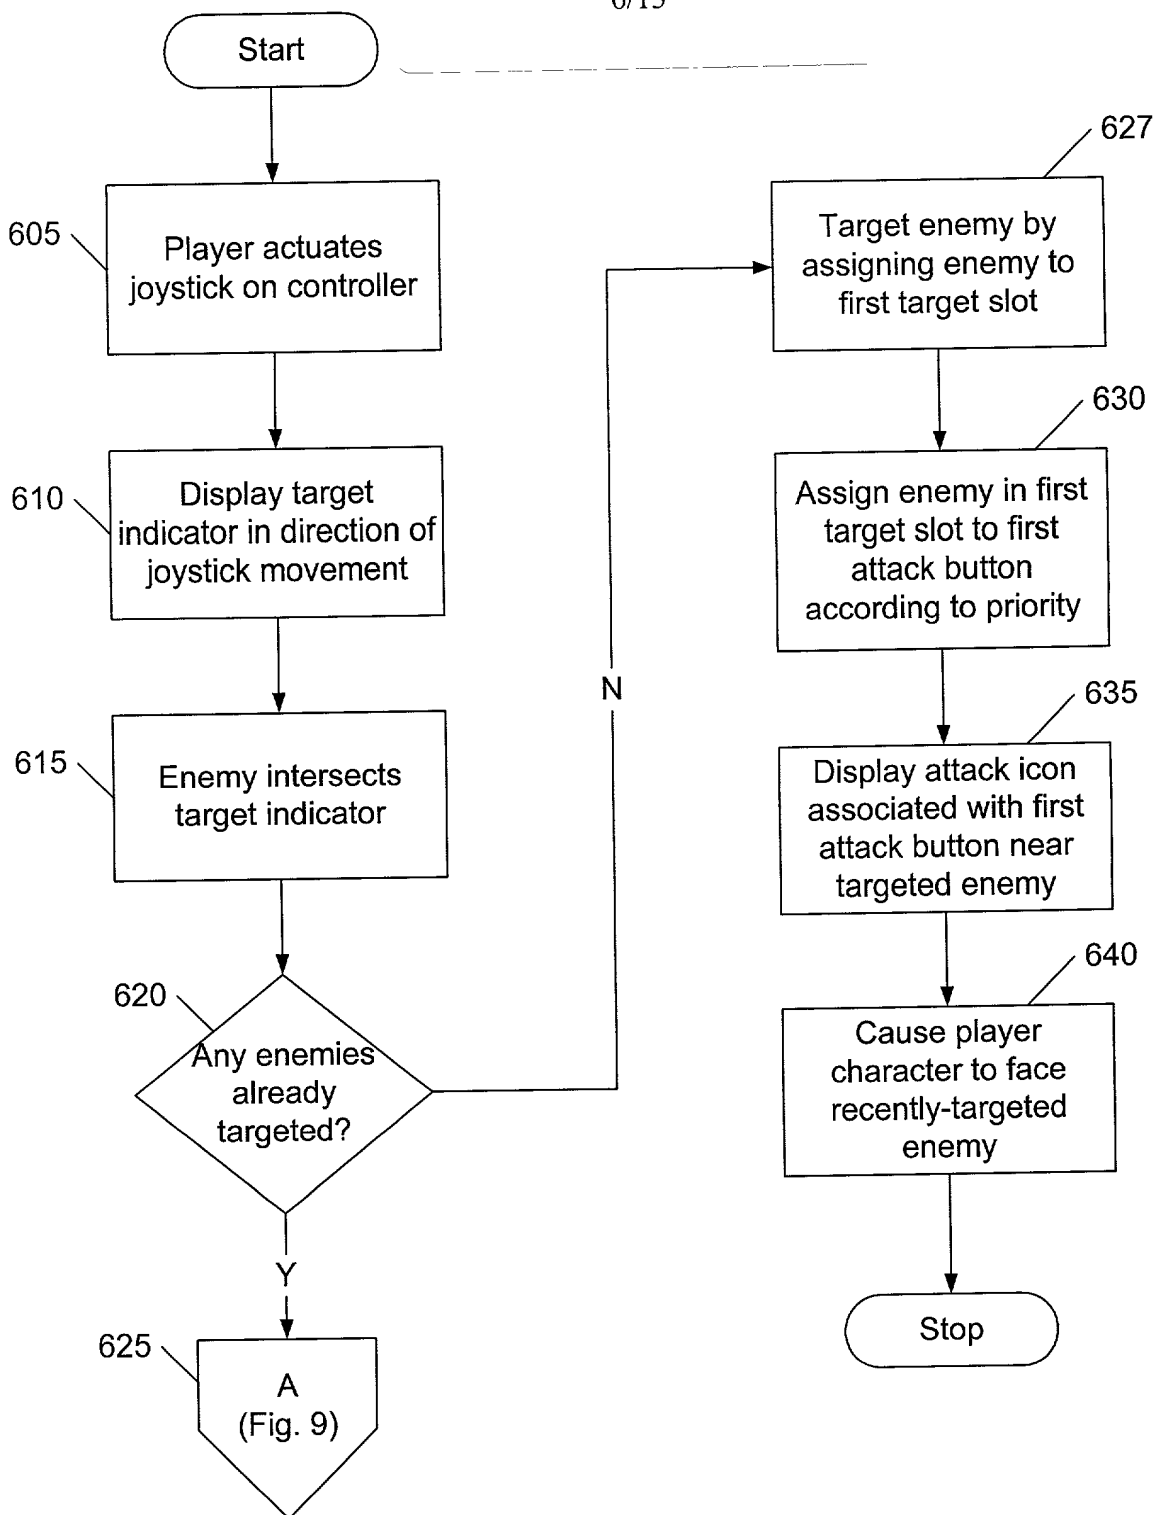 6/15
Start
605
Player actuates
joystick on controller
610
Display target
indicator in direction of
joystick movement
615
Enemy intersects
target indicator
620
Any enemies
already
targeted?
N
Y
625
A
(Fig. 9)
627
Target enemy by
assigning enemy to
first target slot
630
Assign enemy in first
target slot to first
attack button
according to priority
635
Display attack icon
associated with first
attack button near
targeted enemy
640
Cause player
character to face
recently-targeted
enemy
Stop